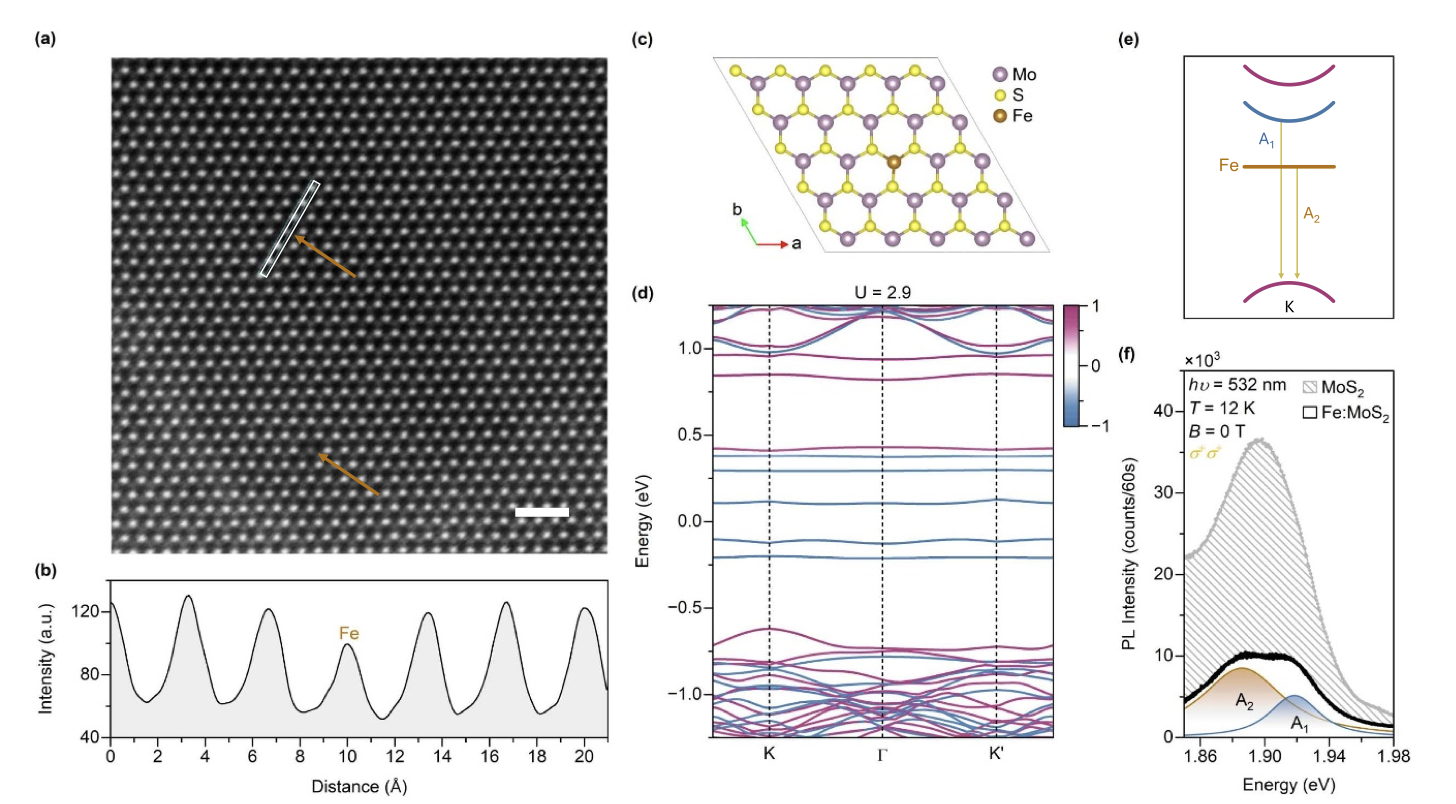 (a)
(b)
Intensity (a.u.)
120
80
40
Fe
0 2 4 6 8 10 12 14 16 18 20
Distance (Å)
(c)
Mo
S
Fe
b
a
(d)
U = 2.9
Energy (eV)
1.0
0.5
0.0
−0.5
−1.0
K Γ K'
1
0
−1
(e)
A1
Fe
A2
K
(f)
×10³
hυ = 532 nm
T = 12 K
B = 0 T
σ⁺σ⁺
MoS₂
Fe:MoS₂
PL Intensity (counts/60s)
40
30
20
10
0
A₂
A₁
1.86 1.90 1.94 1.98
Energy (eV)